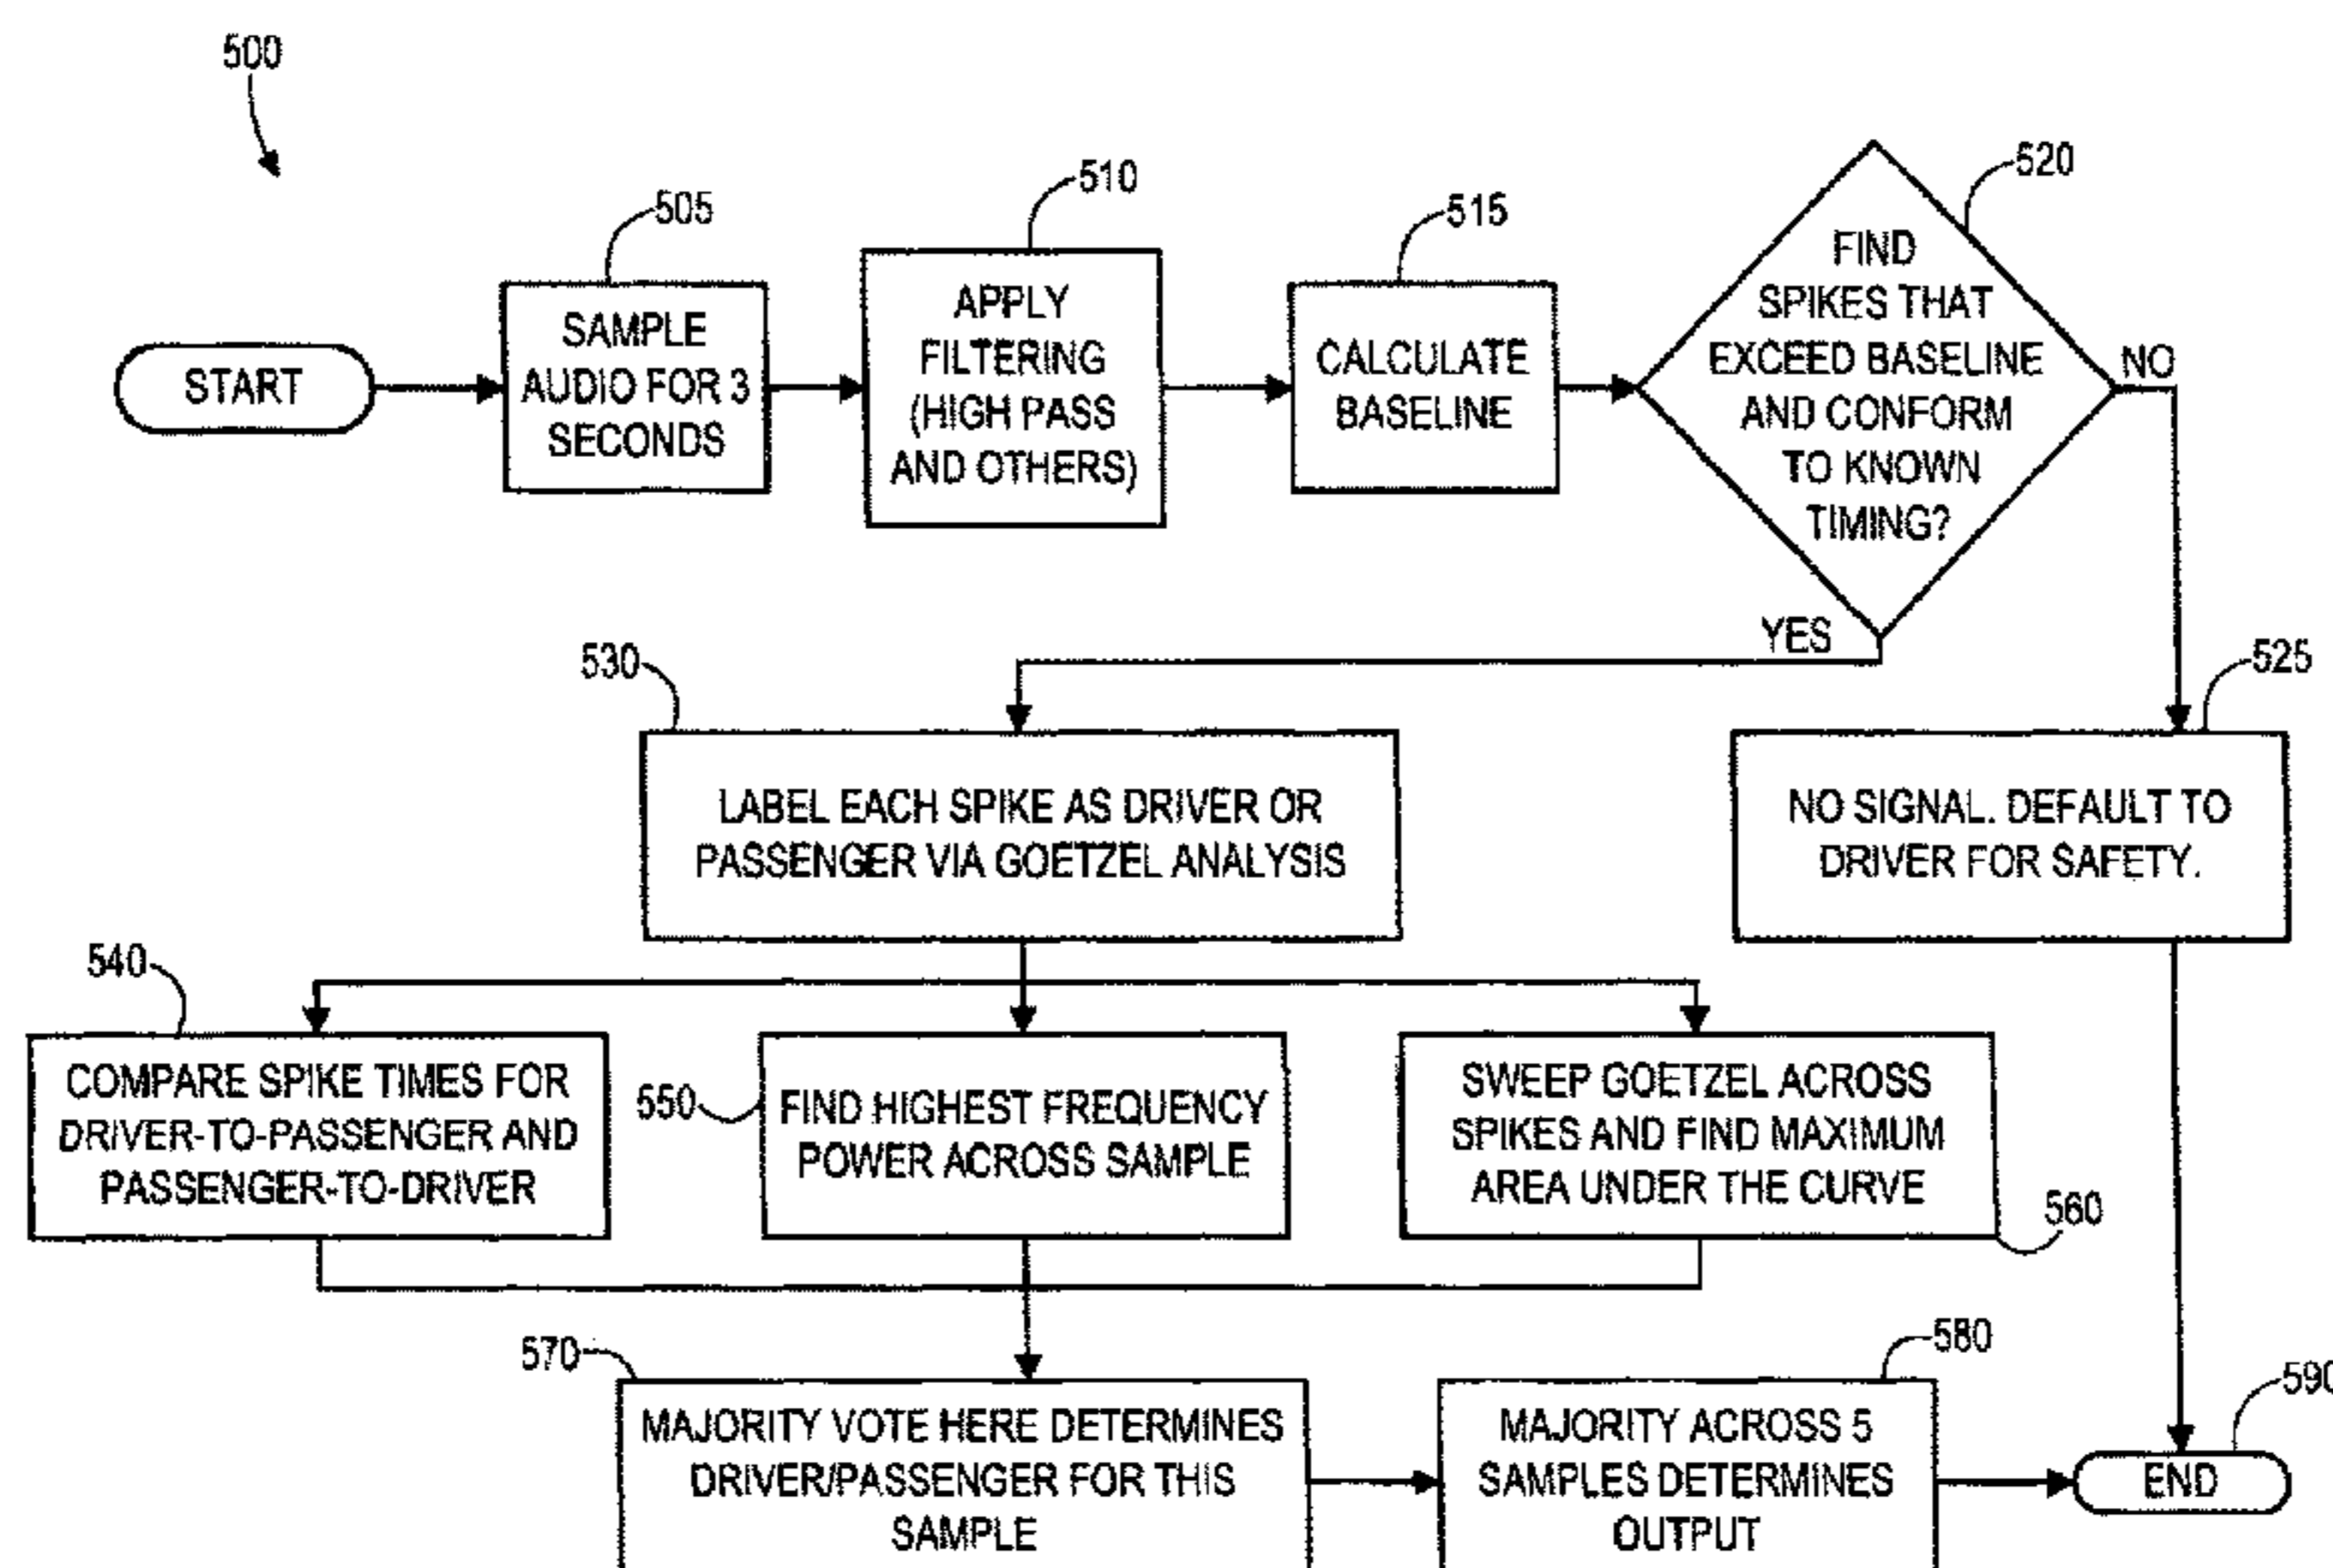 500
505
510
515
520
START
SAMPLE
AUDIO FOR 3
SECONDS
APPLY
FILTERING
(HIGH PASS
AND OTHERS)
CALCULATE
BASELINE
FIND
SPIKES THAT
EXCEED BASELINE
AND CONFORM
TO KNOWN
TIMING?
NO
YES
530
525
LABEL EACH SPIKE AS DRIVER OR
PASSENGER VIA GOETZEL ANALYSIS
NO SIGNAL. DEFAULT TO
DRIVER FOR SAFETY.
540
COMPARE SPIKE TIMES FOR
DRIVER-TO-PASSENGER AND
PASSENGER-TO-DRIVER
550
FIND HIGHEST FREQUENCY
POWER ACROSS SAMPLE
SWEEP GOETZEL ACROSS
SPIKES AND FIND MAXIMUM
AREA UNDER THE CURVE
560
570
MAJORITY VOTE HERE DETERMINES
DRIVER/PASSENGER FOR THIS
SAMPLE
580
MAJORITY ACROSS 5
SAMPLES DETERMINES
OUTPUT
590
END